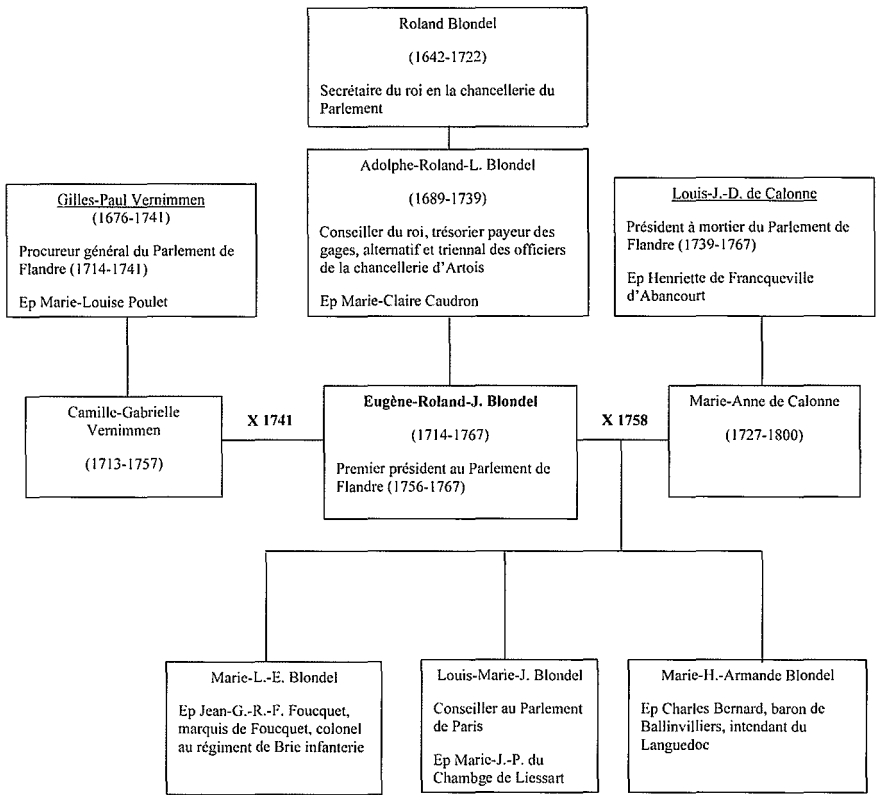 Roland Blondel
(1642-1722)
Secrétaire du roi en la chancellerie du
Parlement
Adolphe-Roland-L. Blondel
(1689-1739)
Conseiller du roi, trésorier payeur des
gages, alternatif et triennal des officiers
de la chancellerie d'Artois
Ep Marie-Claire Caudron
Gilles-Paul Vernimmen
(1676-1741)
Procureur général du Parlement de
Flandre (1714-1741)
Ep Marie-Louise Poulet
Louis-J.-D. de Calonne
Président à mortier du Parlement de
Flandre (1739-1767)
Ep Henriette de Francqueville
d'Abancourt
Camille-Gabrielle
Vernimmen
(1713-1757)
X 1741
Eugène-Roland-J. Blondel
(1714-1767)
Premier président au Parlement de
Flandre (1756-1767)
X 1758
Marie-Anne de Calonne
(1727-1800)
Marie-L.-E. Blondel
Ep Jean-G.-R.-F. Foucquet,
marquis de Foucquet, colonel
au régiment de Brie infanterie
Louis-Marie-J. Blondel
Conseiller au Parlement
de Paris
Ep Marie-J.-P. du
Chambge de Liessart
Marie-H.-Armande Blondel
Ep Charles Bernard, baron de
Ballinvilliers, intendant du
Languedoc